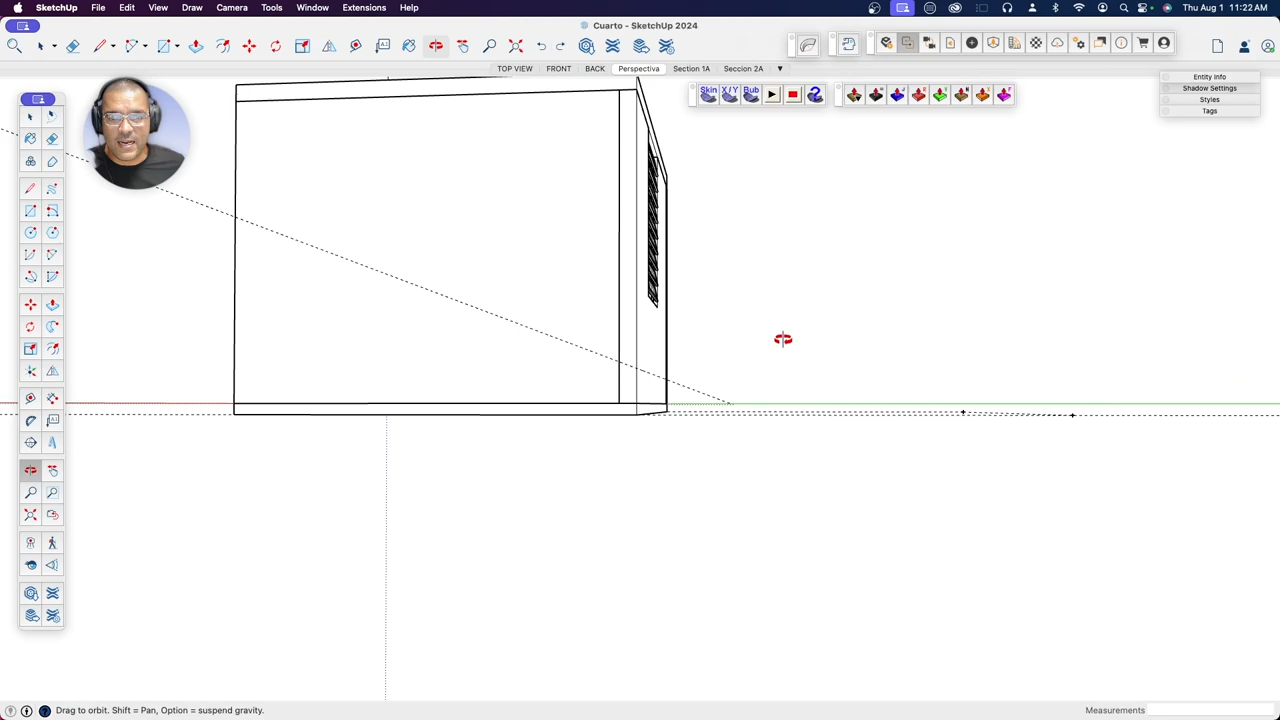 SketchUp File Edit View Draw Camera Tools Window Extensions Help
Thu Aug 1 11:22 AM
Cuarto - SketchUp 2024
TOP VIEW FRONT BACK Perspectiva Section 1A Seccion 2A
Entity Info
Shadow Settings
Styles
Tags
Skin X/Y Bub
Drag to orbit. Shift = Pan, Option = suspend gravity.
Measurements